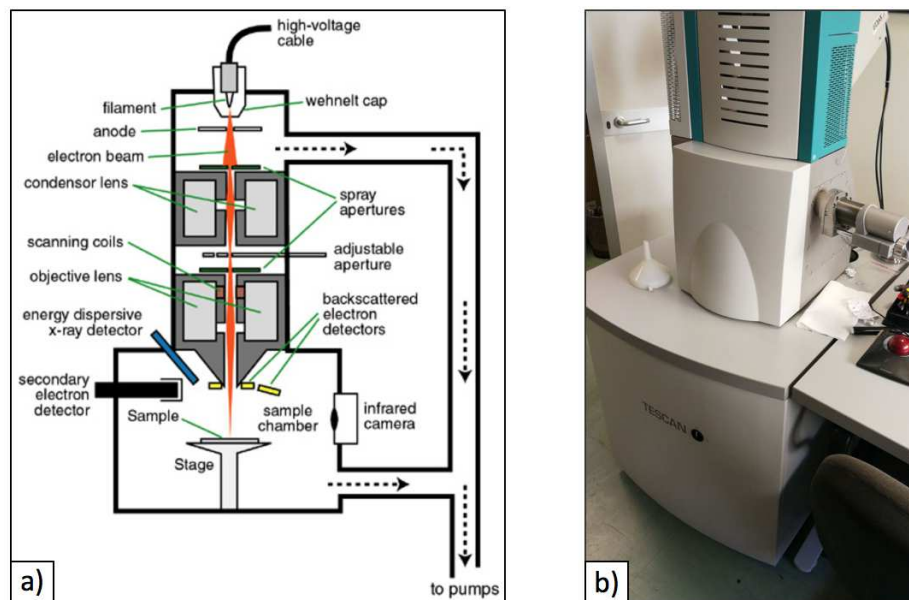 high-voltage
cable
filament
wehnelt cap
anode
electron beam
condensor lens
spray
apertures
scanning coils
adjustable
aperture
objective lens
backscattered
electron
detectors
energy dispersive
x-ray detector
secondary
electron
detector
sample
chamber
infrared
camera
Sample
Stage
to pumps
a)
TESCAN
b)